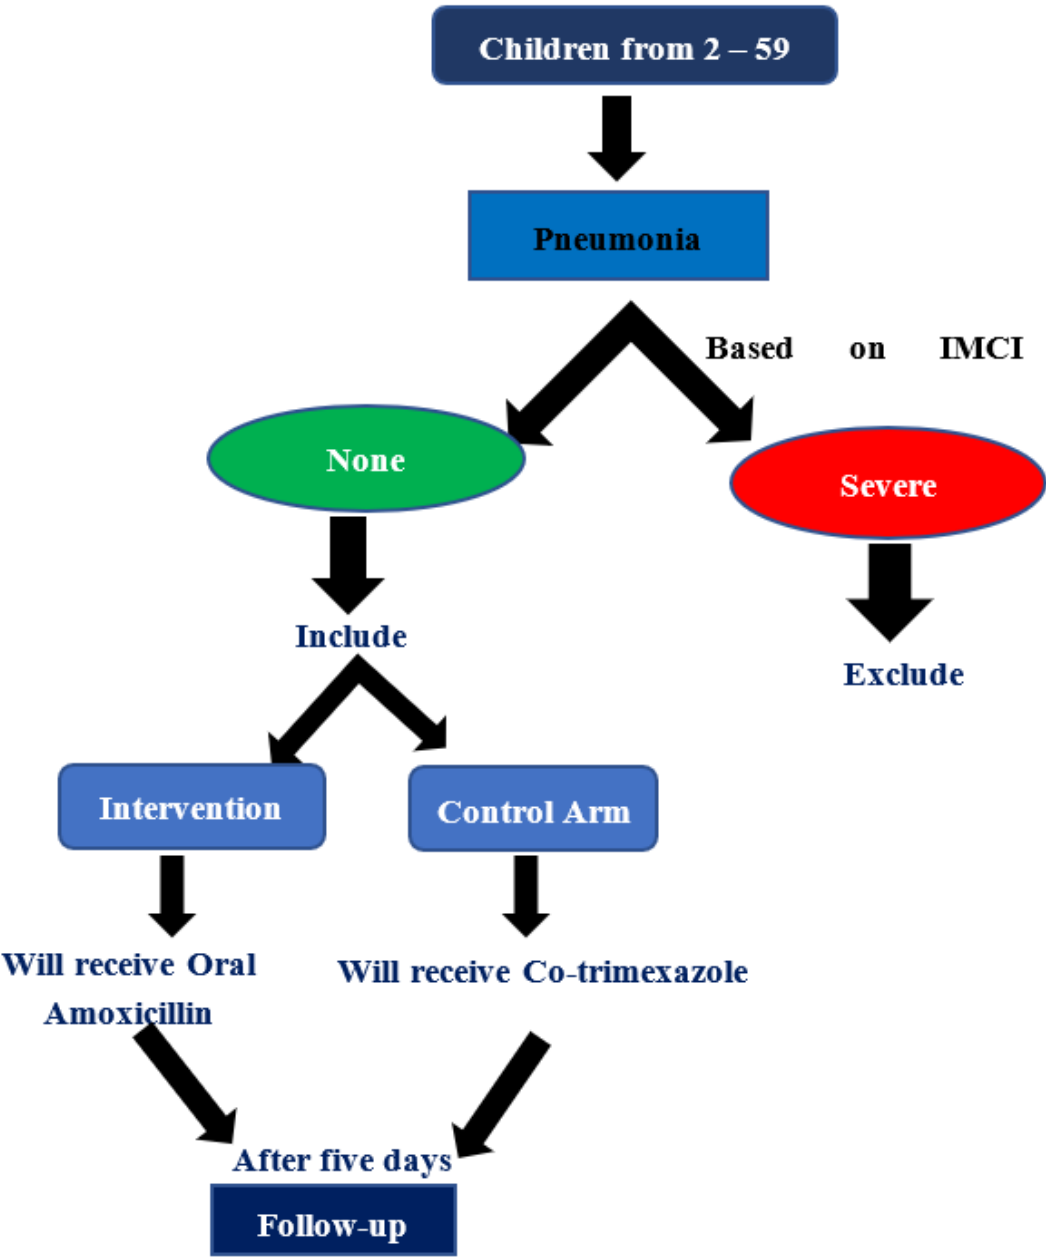 Children from 2 – 59
Pneumonia
Based on IMCI
None
Severe
Include
Exclude
Intervention
Control Arm
Will receive Oral
Amoxicillin
Will receive Co-trimexazole
After five days
Follow-up